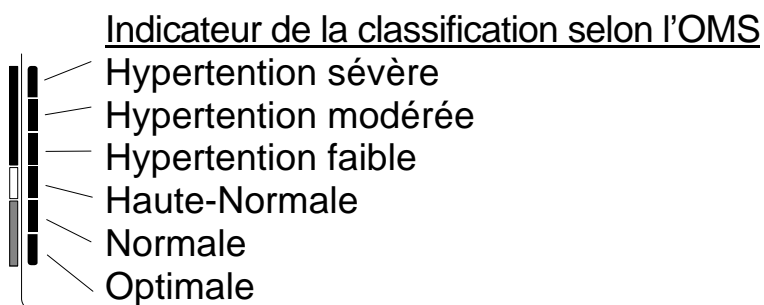 Indicateur de la classification selon l’OMS
Hypertention sévère
Hypertention modérée
Hypertention faible
Haute-Normale
Normale
Optimale